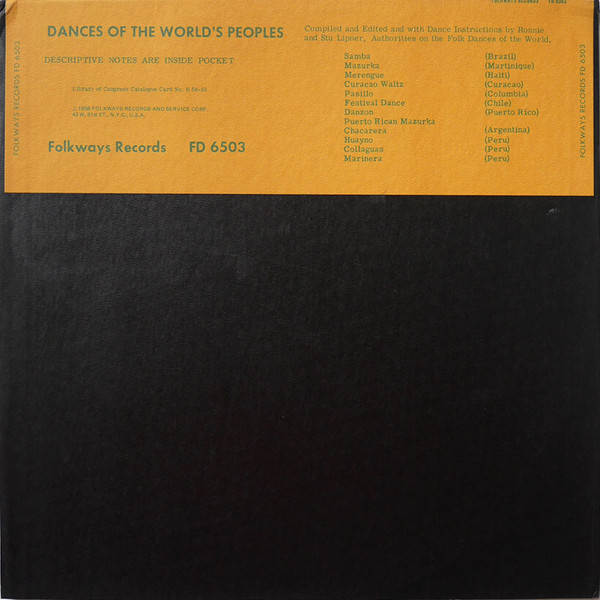 FOLKWAYS RECORDS FD 6503
DANCES OF THE WORLD'S PEOPLES
DESCRIPTIVE NOTES ARE INSIDE POCKET
Library of Congress Catalogue Card No. R 58-
©1958 FOLKWAYS RECORDS AND SERVICE CORP.
43 W. 61ST ST., N.Y.C., U.S.A.
Folkways Records FD 6503
Compiled and Edited and with Dance Instructions by Ronnie
and Stu Lipner, Authorities on the Folk Dances of the World.
Samba (Brazil)
Mazurka (Martinique)
Merengue (Haiti)
Curacao Waltz (Curacao)
Pasillo (Columbia)
Festival Dance (Chile)
Danzon (Puerto Rico)
Puerto Rican Mazurka
Chacarera (Argentina)
Huayno (Peru)
Collaguas (Peru)
Marinera (Peru)
FOLKWAYS RECORDS FD 6503
FOLKWAYS RECORDS FD 6503